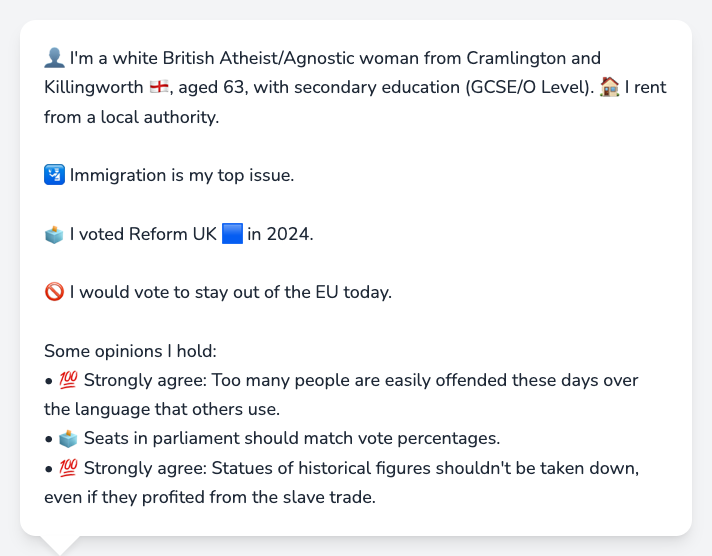 👤 I'm a white British Atheist/Agnostic woman from Cramlington and
Killingworth 🏴󠁧󠁢󠁥󠁮󠁧󠁿, aged 63, with secondary education (GCSE/O Level). 🏠 I rent
from a local authority.
🛂 Immigration is my top issue.
🗳️ I voted Reform UK 🟦 in 2024.
🚫 I would vote to stay out of the EU today.
Some opinions I hold:
• 💯 Strongly agree: Too many people are easily offended these days over
the language that others use.
• 🗳️ Seats in parliament should match vote percentages.
• 💯 Strongly agree: Statues of historical figures shouldn't be taken down,
even if they profited from the slave trade.